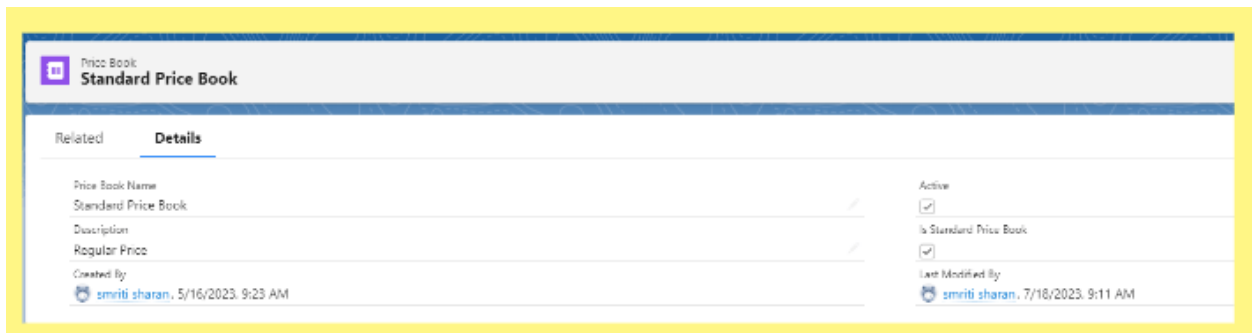 Price Book
Standard Price Book
Related Details
Price Book Name
Standard Price Book
Active
Description
Regular Price
Is Standard Price Book
Created By
smriti sharan, 5/16/2023, 9:23 AM
Last Modified By
smriti sharan, 7/18/2023, 9:11 AM